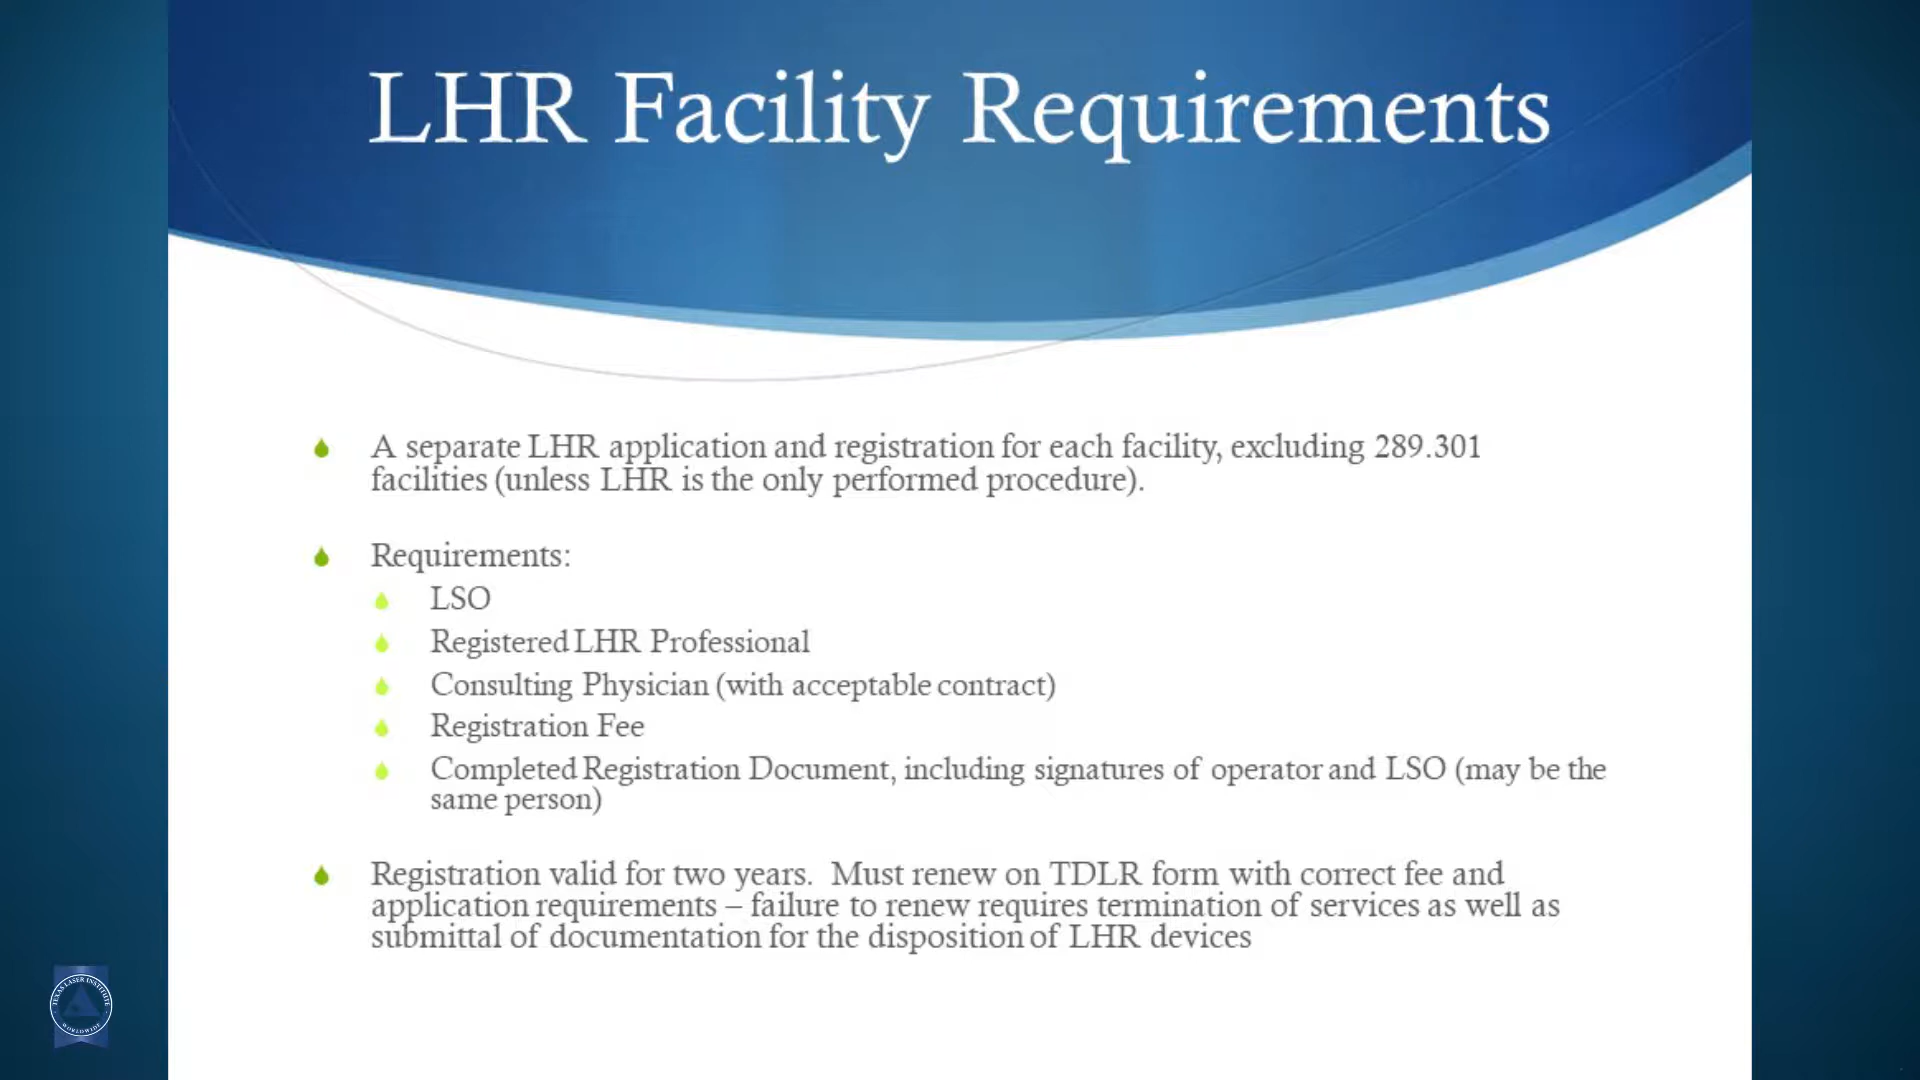 LHR Facility Requirements
A separate LHR application and registration for each facility, excluding 289.301
facilities (unless LHR is the only performed procedure).
Requirements:
LSO
Registered LHR Professional
Consulting Physician (with acceptable contract)
Registration Fee
Completed Registration Document, including signatures of operator and LSO (may be the
same person)
Registration valid for two years. Must renew on TDLR form with correct fee and
application requirements – failure to renew requires termination of services as well as
submittal of documentation for the disposition of LHR devices
TEXAS LASER INSTITUTE
WORLDWIDE